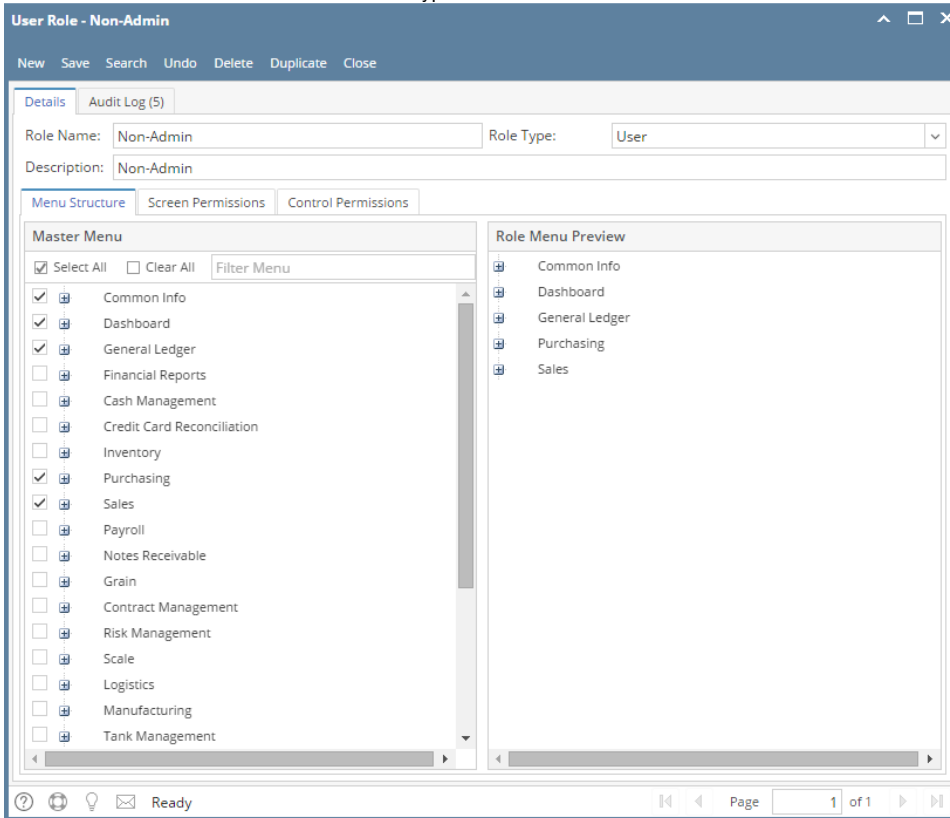 User Role - Non-Admin
New Save Search Undo Delete Duplicate Close
Details Audit Log (5)
Role Name: Non-Admin Role Type: User
Description: Non-Admin
Menu Structure Screen Permissions Control Permissions
Master Menu
Select All Clear All Filter Menu
Common Info
Dashboard
General Ledger
Financial Reports
Cash Management
Credit Card Reconciliation
Inventory
Purchasing
Sales
Payroll
Notes Receivable
Grain
Contract Management
Risk Management
Scale
Logistics
Manufacturing
Tank Management
Role Menu Preview
Common Info
Dashboard
General Ledger
Purchasing
Sales
Ready Page 1 of 1